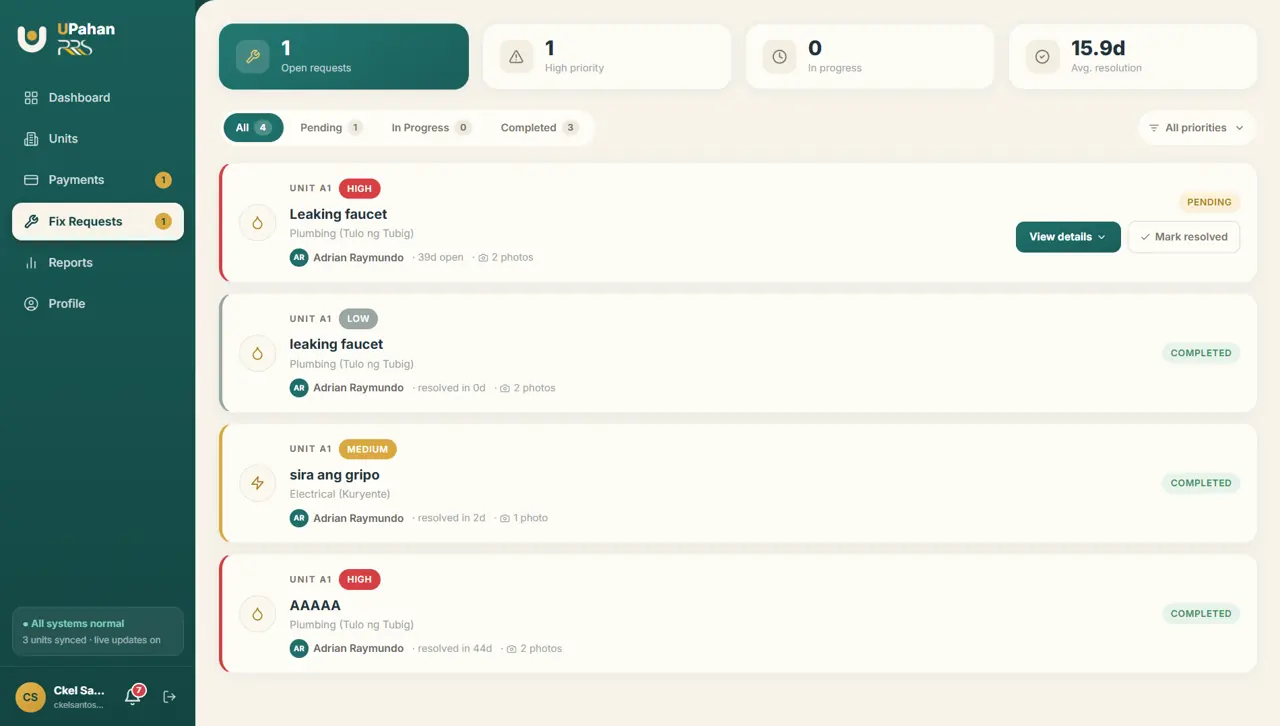 UPahan
RRS
Dashboard
Units
Payments 1
Fix Requests 1
Reports
Profile
● All systems normal
3 units synced · live updates on
CS
Ckel Sa...
ckelsantos...
7
1
Open requests
1
High priority
0
In progress
15.9d
Avg. resolution
All 4
Pending 1
In Progress 0
Completed 3
All priorities
UNIT A1 HIGH
Leaking faucet
Plumbing (Tulo ng Tubig)
AR Adrian Raymundo · 39d open · 2 photos
PENDING
View details
Mark resolved
UNIT A1 LOW
leaking faucet
Plumbing (Tulo ng Tubig)
AR Adrian Raymundo · resolved in 0d · 2 photos
COMPLETED
UNIT A1 MEDIUM
sira ang gripo
Electrical (Kuryente)
AR Adrian Raymundo · resolved in 2d · 1 photo
COMPLETED
UNIT A1 HIGH
AAAAA
Plumbing (Tulo ng Tubig)
AR Adrian Raymundo · resolved in 44d · 2 photos
COMPLETED